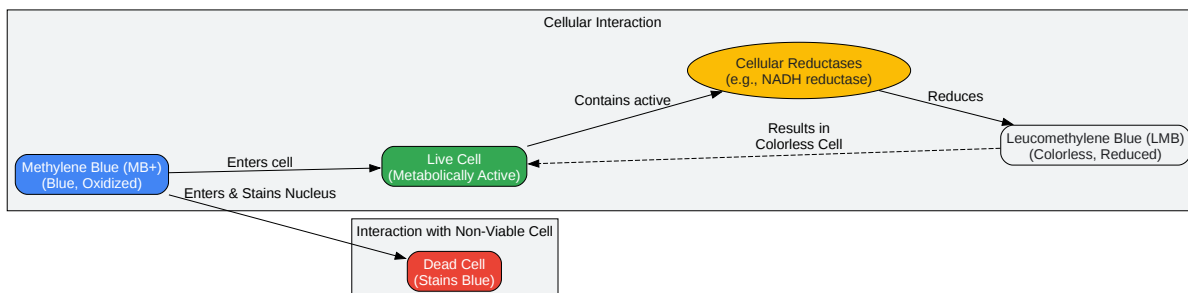 Cellular Interaction
Cellular Reductases
(e.g., NADH reductase)
Contains active
Reduces
Results in
Colorless Cell
Leucomethylene Blue (LMB)
(Colorless, Reduced)
Methylene Blue (MB+)
(Blue, Oxidized)
Enters cell
Live Cell
(Metabolically Active)
Enters & Stains Nucleus
Interaction with Non-Viable Cell
Dead Cell
(Stains Blue)